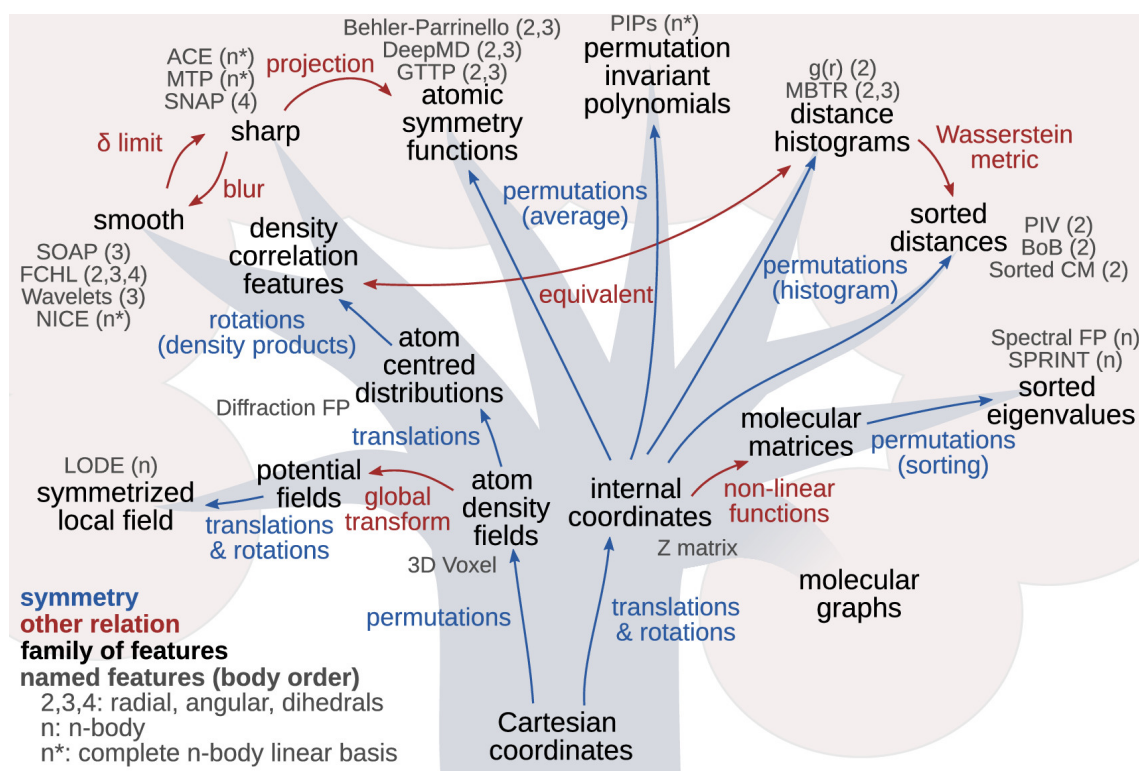 Behler-Parrinello (2,3)
DeepMD (2,3)
GTTP (2,3)
atomic
symmetry
functions
PIPs (n*)
permutation
invariant
polynomials
ACE (n*)
MTP (n*)
SNAP (4)
sharp
projection
g(r) (2)
MBTR (2,3)
distance
histograms
Wasserstein
metric
δ limit
blur
smooth
SOAP (3)
FCHL (2,3,4)
Wavelets (3)
NICE (n*)
density
correlation
features
permutations
(average)
equivalent
permutations
(histogram)
sorted
distances
PIV (2)
BoB (2)
Sorted CM (2)
rotations
(density products)
atom
centred
distributions
Diffraction FP
translations
Spectral FP (n)
SPRINT (n)
sorted
eigenvalues
molecular
matrices
permutations
(sorting)
LODE (n)
symmetrized
local field
potential
fields
translations
& rotations
global
transform
atom
density
fields
3D Voxel
internal
coordinates
non-linear
functions
Z matrix
molecular
graphs
permutations
translations
& rotations
Cartesian
coordinates
symmetry
other relation
family of features
named features (body order)
2,3,4: radial, angular, dihedrals
n: n-body
n*: complete n-body linear basis